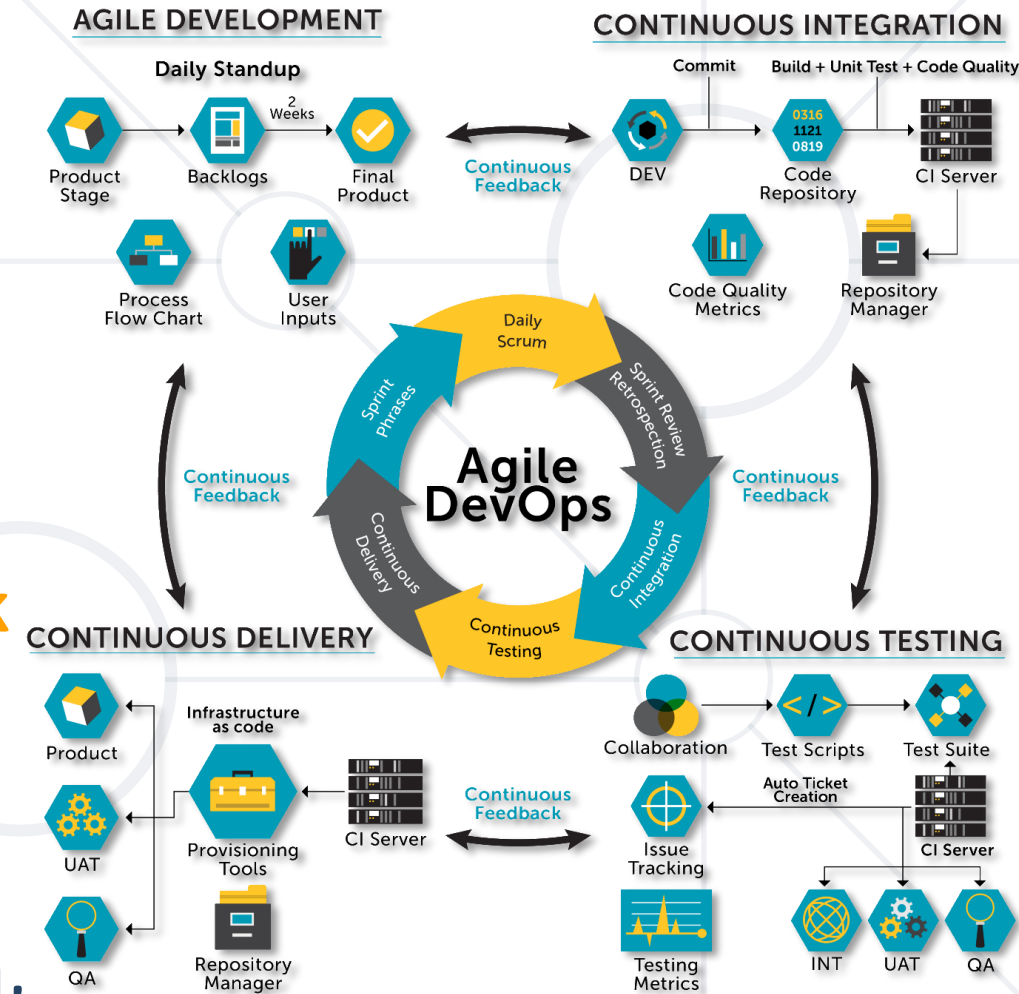 AGILE DEVELOPMENT
Daily Standup
2
Weeks
Product
Stage
Backlogs
Final
Product
Process
Flow Chart
User
Inputs
Continuous
Feedback
CONTINUOUS INTEGRATION
Commit
Build + Unit Test + Code Quality
0316
1121
0819
DEV
Code
Repository
CI Server
Code Quality
Metrics
Repository
Manager
Daily
Scrum
Sprint Review
Retrospection
Continuous
Integration
Continuous
Testing
Continuous
Delivery
Sprint
Phrases
Agile
DevOps
Continuous
Feedback
Continuous
Feedback
CONTINUOUS DELIVERY
Product
UAT
QA
Infrastructure
as code
Provisioning
Tools
Repository
Manager
CI Server
Continuous
Feedback
CONTINUOUS TESTING
Collaboration
</>
Test Scripts
Test Suite
Auto Ticket
Creation
Issue
Tracking
CI Server
Testing
Metrics
INT
UAT
QA